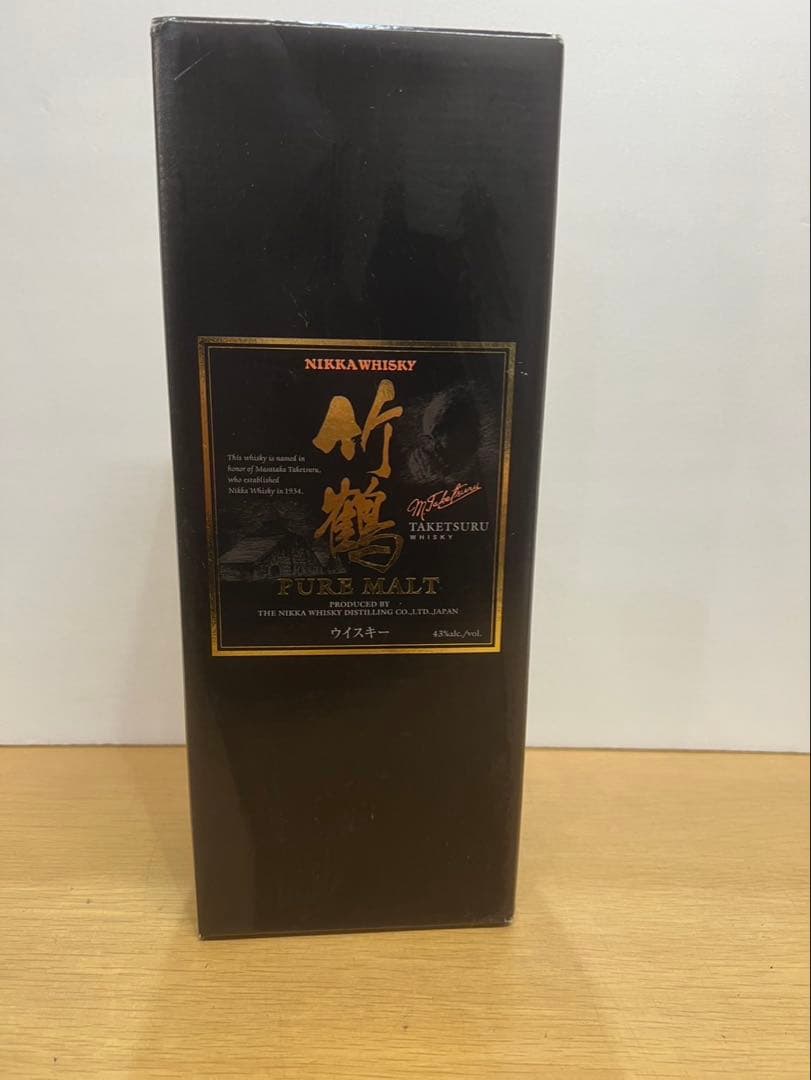 NIKKA WHISKY
竹鶴
This whisky is named in
honor of Masataka Taketsuru,
who established
Nikka Whisky in 1934.
M. Taketsuru
TAKETSURU
WHISKY
PURE MALT
PRODUCED BY
THE NIKKA WHISKY DISTILLING CO.,LTD.,JAPAN
ウイスキー 43%alc./vol.